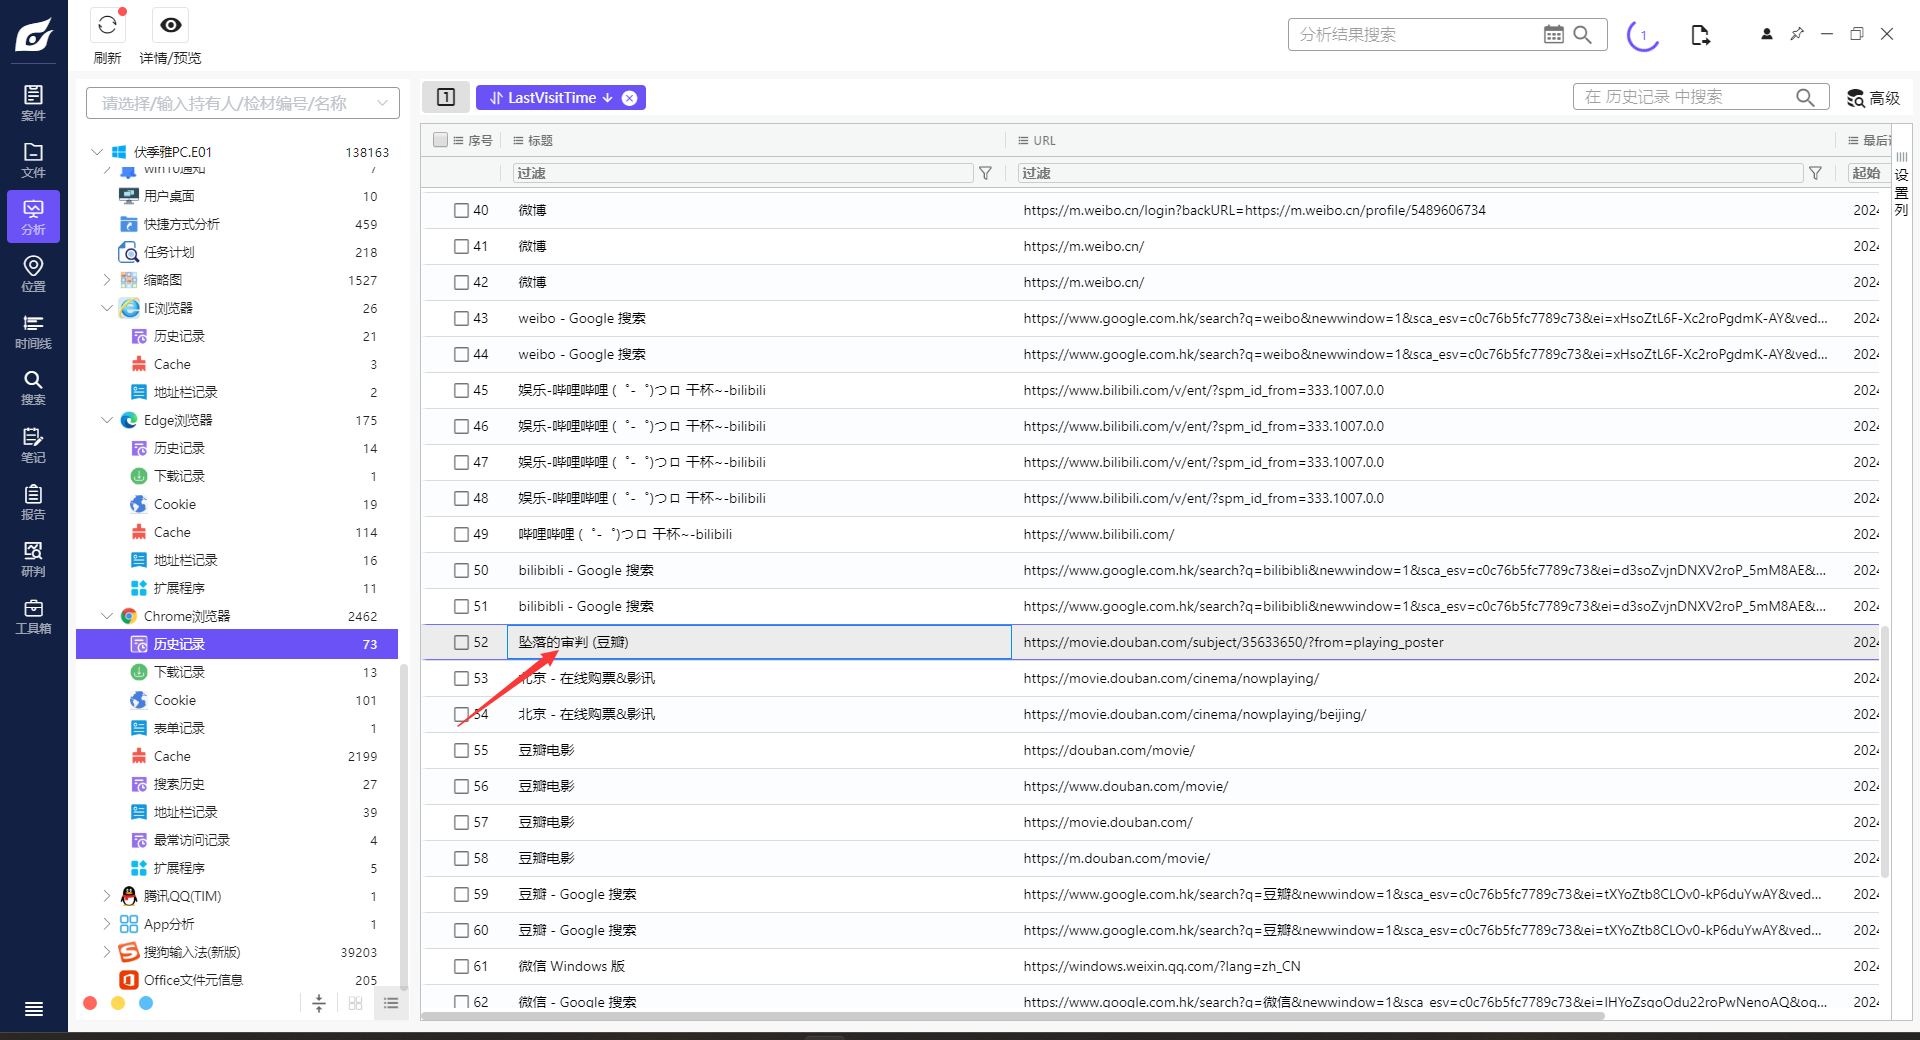 刷新
详情/预览
分析结果搜索
1
案件
文件
分析
位置
时间线
搜索
笔记
报告
研判
工具箱
请选择/输入持有人/检材编号/名称
伏季雅PC.E01 138163
win10通知 7
用户桌面 10
快捷方式分析 459
任务计划 218
缩略图 1527
IE浏览器 26
历史记录 21
Cache 3
地址栏记录 2
Edge浏览器 175
历史记录 14
下载记录 1
Cookie 19
Cache 114
地址栏记录 16
扩展程序 11
Chrome浏览器 2462
历史记录 73
下载记录 13
Cookie 101
表单记录 1
Cache 2199
搜索历史 27
地址栏记录 39
最常访问记录 4
扩展程序 5
腾讯QQ(TIM) 1
App分析 1
搜狗输入法(新版) 39203
Office文件元信息 205
1 LastVisitTime
在 历史记录 中搜索
高级
序号 标题 URL 最后
过滤 过滤 起始
设置列
40 微博 https://m.weibo.cn/login?backURL=https://m.weibo.cn/profile/5489606734 2024
41 微博 https://m.weibo.cn/ 2024
42 微博 https://m.weibo.cn/ 2024
43 weibo - Google 搜索 https://www.google.com.hk/search?q=weibo&newwindow=1&sca_esv=c0c76b5fc7789c73&ei=xHsoZtL6F-Xc2roPgdmK-AY&ved... 2024
44 weibo - Google 搜索 https://www.google.com.hk/search?q=weibo&newwindow=1&sca_esv=c0c76b5fc7789c73&ei=xHsoZtL6F-Xc2roPgdmK-AY&ved... 2024
45 娱乐-哔哩哔哩 (゜-゜)つロ 干杯~-bilibili https://www.bilibili.com/v/ent/?spm_id_from=333.1007.0.0 2024
46 娱乐-哔哩哔哩 (゜-゜)つロ 干杯~-bilibili https://www.bilibili.com/v/ent/?spm_id_from=333.1007.0.0 2024
47 娱乐-哔哩哔哩 (゜-゜)つロ 干杯~-bilibili https://www.bilibili.com/v/ent/?spm_id_from=333.1007.0.0 2024
48 娱乐-哔哩哔哩 (゜-゜)つロ 干杯~-bilibili https://www.bilibili.com/v/ent/?spm_id_from=333.1007.0.0 2024
49 哔哩哔哩 (゜-゜)つロ 干杯~-bilibili https://www.bilibili.com/ 2024
50 bilibibli - Google 搜索 https://www.google.com.hk/search?q=bilibibli&newwindow=1&sca_esv=c0c76b5fc7789c73&ei=d3soZvjnDNXV2roP_5mM8AE&... 2024
51 bilibibli - Google 搜索 https://www.google.com.hk/search?q=bilibibli&newwindow=1&sca_esv=c0c76b5fc7789c73&ei=d3soZvjnDNXV2roP_5mM8AE&... 2024
52 坠落的审判 (豆瓣) https://movie.douban.com/subject/35633650/?from=playing_poster 2024
53 北京 - 在线购票&影讯 https://movie.douban.com/cinema/nowplaying/ 2024
54 北京 - 在线购票&影讯 https://movie.douban.com/cinema/nowplaying/beijing/ 2024
55 豆瓣电影 https://douban.com/movie/ 2024
56 豆瓣电影 https://www.douban.com/movie/ 2024
57 豆瓣电影 https://movie.douban.com/ 2024
58 豆瓣电影 https://m.douban.com/movie/ 2024
59 豆瓣 - Google 搜索 https://www.google.com.hk/search?q=豆瓣&newwindow=1&sca_esv=c0c76b5fc7789c73&ei=tXYoZtb8CLOv0-kP6duYwAY&ved... 2024
60 豆瓣 - Google 搜索 https://www.google.com.hk/search?q=豆瓣&newwindow=1&sca_esv=c0c76b5fc7789c73&ei=tXYoZtb8CLOv0-kP6duYwAY&ved... 2024
61 微信 Windows 版 https://windows.weixin.qq.com/?lang=zh_CN 2024
62 微信 - Google 搜索 https://www.google.com.hk/search?q=微信&newwindow=1&sca_esv=c0c76b5fc7789c73&ei=IHYoZsgoOdu22roPwNenoAQ&og... 2024